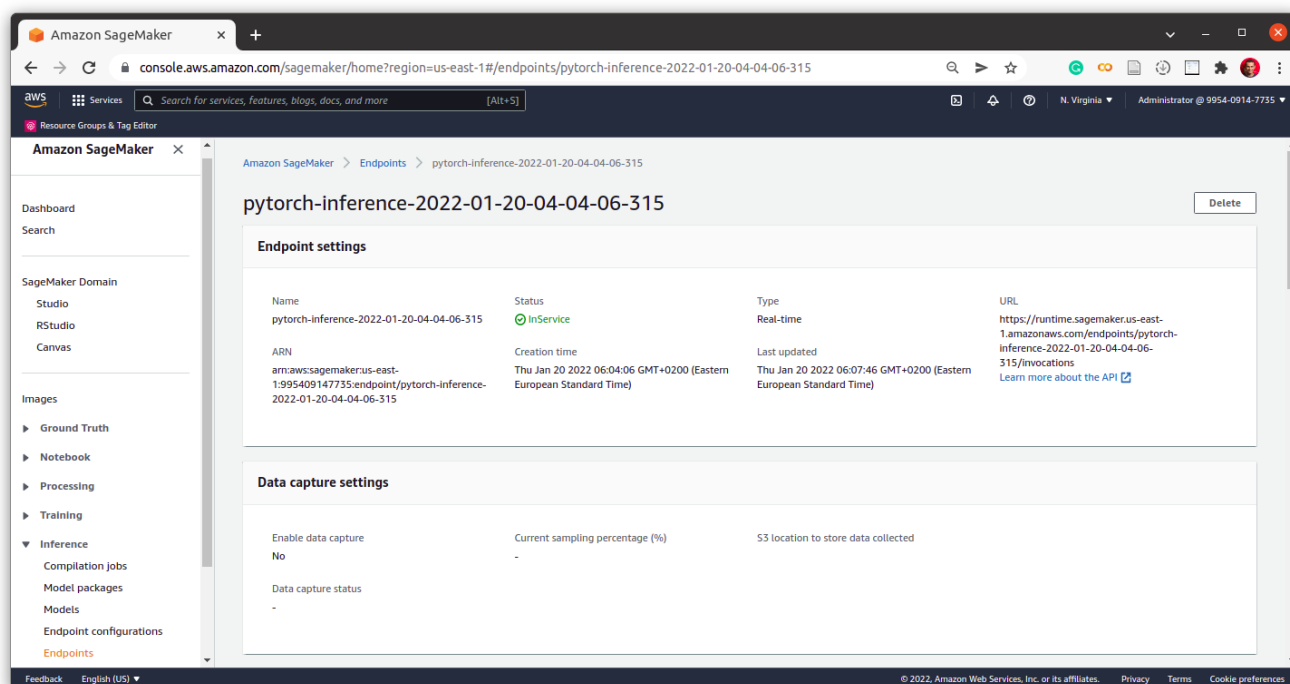 Amazon SageMaker
console.aws.amazon.com/sagemaker/home?region=us-east-1#/endpoints/pytorch-inference-2022-01-20-04-04-06-315
aws
Services
Search for services, features, blogs, docs, and more
[Alt+S]
N. Virginia
Administrator @ 9954-0914-7735
Resource Groups & Tag Editor
Amazon SageMaker
Dashboard
Search
SageMaker Domain
Studio
RStudio
Canvas
Images
Ground Truth
Notebook
Processing
Training
Inference
Compilation jobs
Model packages
Models
Endpoint configurations
Endpoints
Amazon SageMaker > Endpoints > pytorch-inference-2022-01-20-04-04-06-315
pytorch-inference-2022-01-20-04-04-06-315
Delete
Endpoint settings
Name
pytorch-inference-2022-01-20-04-04-06-315
Status
InService
Type
Real-time
URL
https://runtime.sagemaker.us-east-
1.amazonaws.com/endpoints/pytorch-
inference-2022-01-20-04-04-06-
315/invocations
Learn more about the API
ARN
arn:aws:sagemaker:us-east-
1:995409147735:endpoint/pytorch-inference-
2022-01-20-04-04-06-315
Creation time
Thu Jan 20 2022 06:04:06 GMT+0200 (Eastern
European Standard Time)
Last updated
Thu Jan 20 2022 06:07:46 GMT+0200 (Eastern
European Standard Time)
Data capture settings
Enable data capture
No
Current sampling percentage (%)
-
S3 location to store data collected
Data capture status
-
Feedback
English (US)
© 2022, Amazon Web Services, Inc. or its affiliates.
Privacy
Terms
Cookie preferences